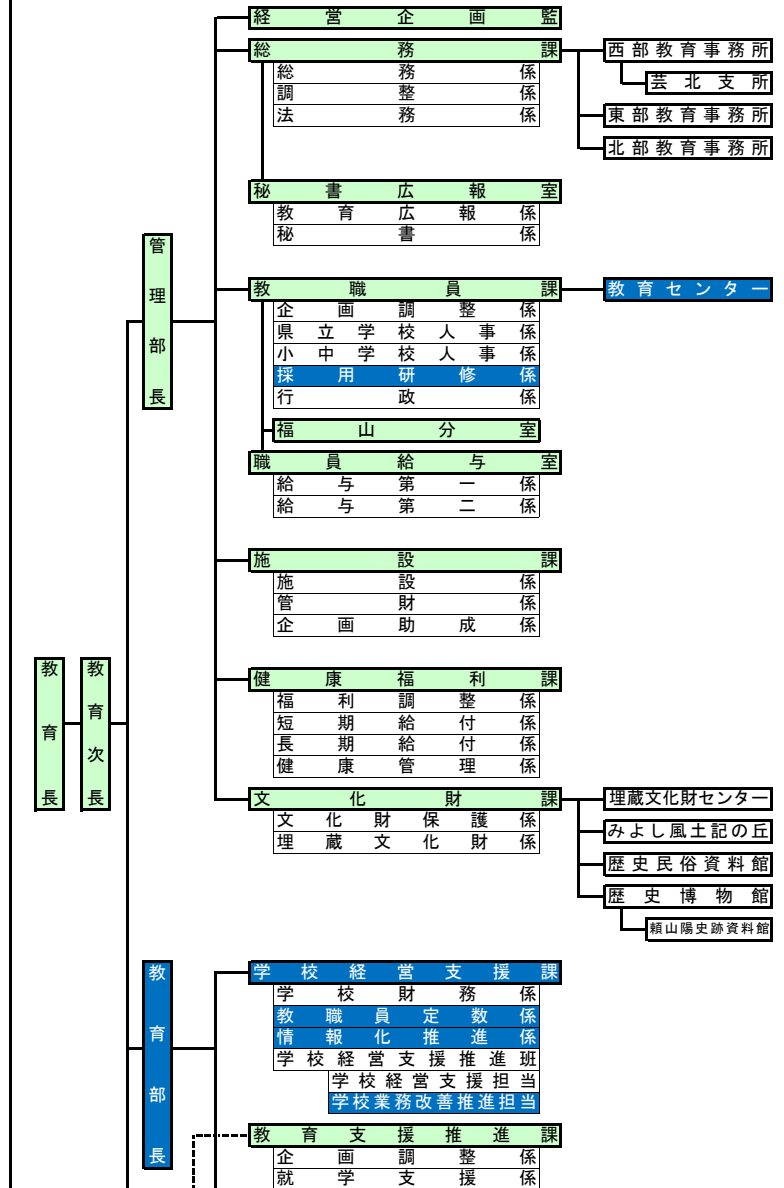 教育長
教育次長
管理部長
経営企画監
総務課
総務係
調整係
法務係
西部教育事務所
芸北支所
東部教育事務所
北部教育事務所
秘書広報室
教育広報係
秘書係
教職員課
教育センター
企画調整係
県立学校人事係
小中学校人事係
採用研修係
行政係
福山分室
職員給与室
給与第一係
給与第二係
施設課
施設係
管財係
企画助成係
健康福利課
福利調整係
短期給付係
長期給付係
健康管理係
文化財課
文化財保護係
埋蔵文化財係
埋蔵文化財センター
みよし風土記の丘
歴史民俗資料館
歴史博物館
頼山陽史跡資料館
教育部長
学校経営支援課
学校財務係
教職員定数係
情報化推進係
学校経営支援推進班
学校経営支援担当
学校業務改善推進担当
教育支援推進課
企画調整係
就学支援係